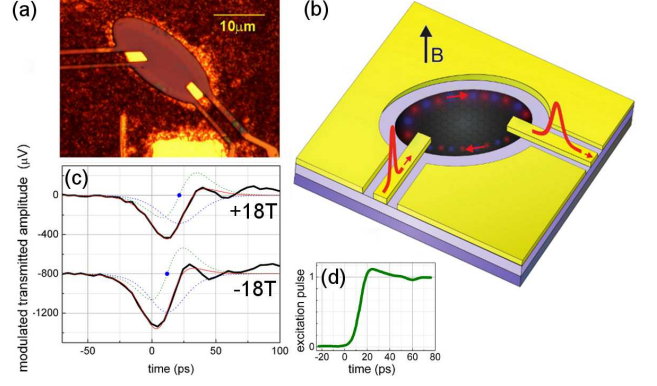 (a)
10μm
(b)
B
modulated transmitted amplitude (μV)
(c)
0
+18T
-400
-800
-18T
-1200
-50
0
50
100
time (ps)
(d)
excitation pulse
1
0
-20
0
20
40
60
80
time (ps)